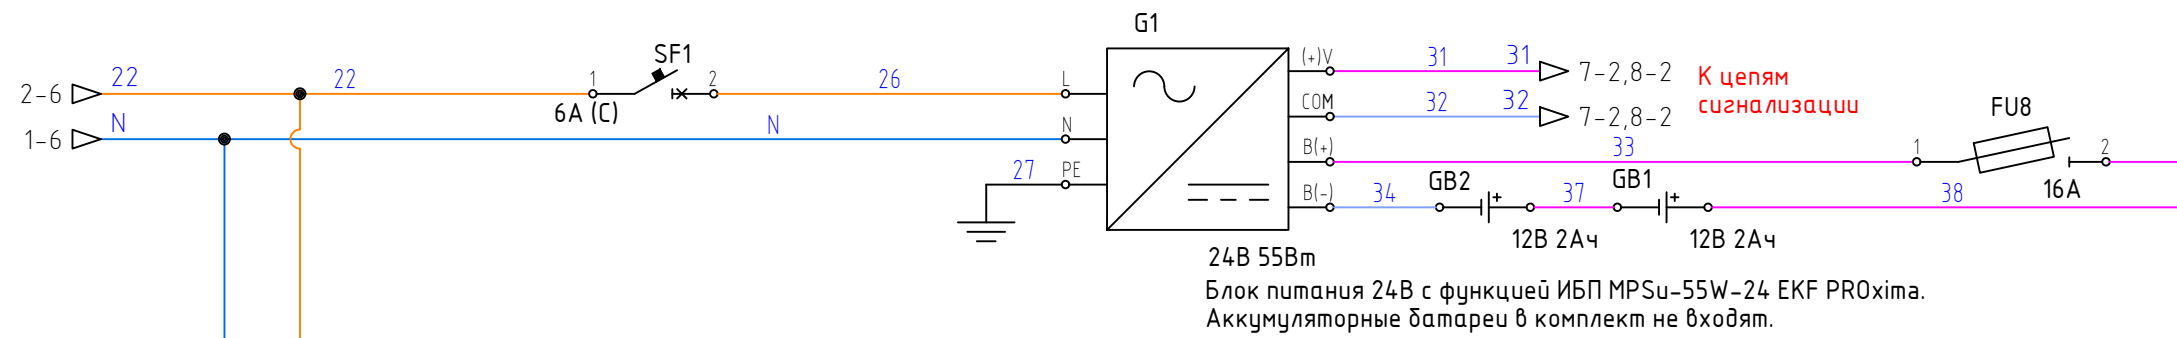 G1
SF1
2-6
22
22
1
2
26
L
6А (С)
1-6
N
N
N
27
PE
(+)V
31
31
7-2,8-2
COM
32
32
7-2,8-2
К цепям
сигнализации
B(+)
33
FU8
1
2
16А
B(-)
34
GB2
+
37
GB1
+
38
12В 2Ач
12В 2Ач
24В 55Вт
Блок питания 24В с функцией ИБП MPSu-55W-24 EKF PROxima.
Аккумуляторные батареи в комплект не входят.